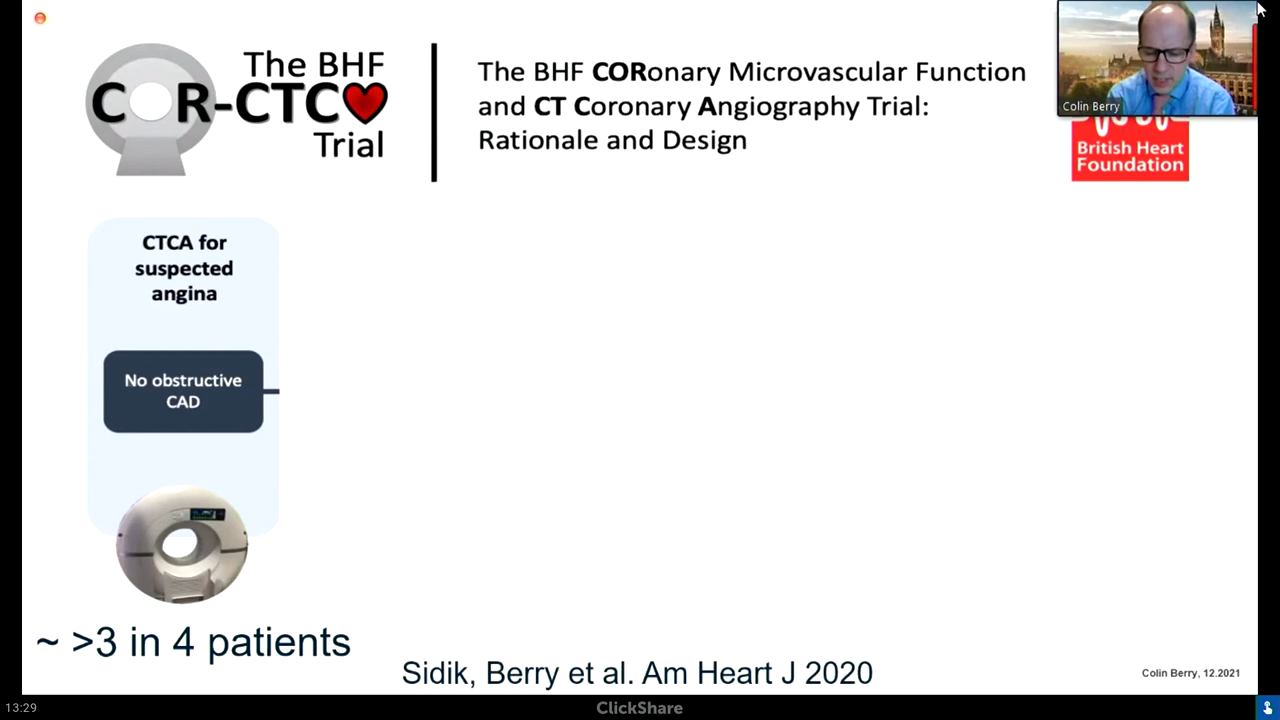 The BHF
COR-CTC
Trial
The BHF CORonary Microvascular Function
and CT Coronary Angiography Trial:
Rationale and Design
Colin Berry
British Heart
Foundation
CTCA for
suspected
angina
No obstructive
CAD
~ >3 in 4 patients
Sidik, Berry et al. Am Heart J 2020
Colin Berry, 12.2021
13:29
ClickShare